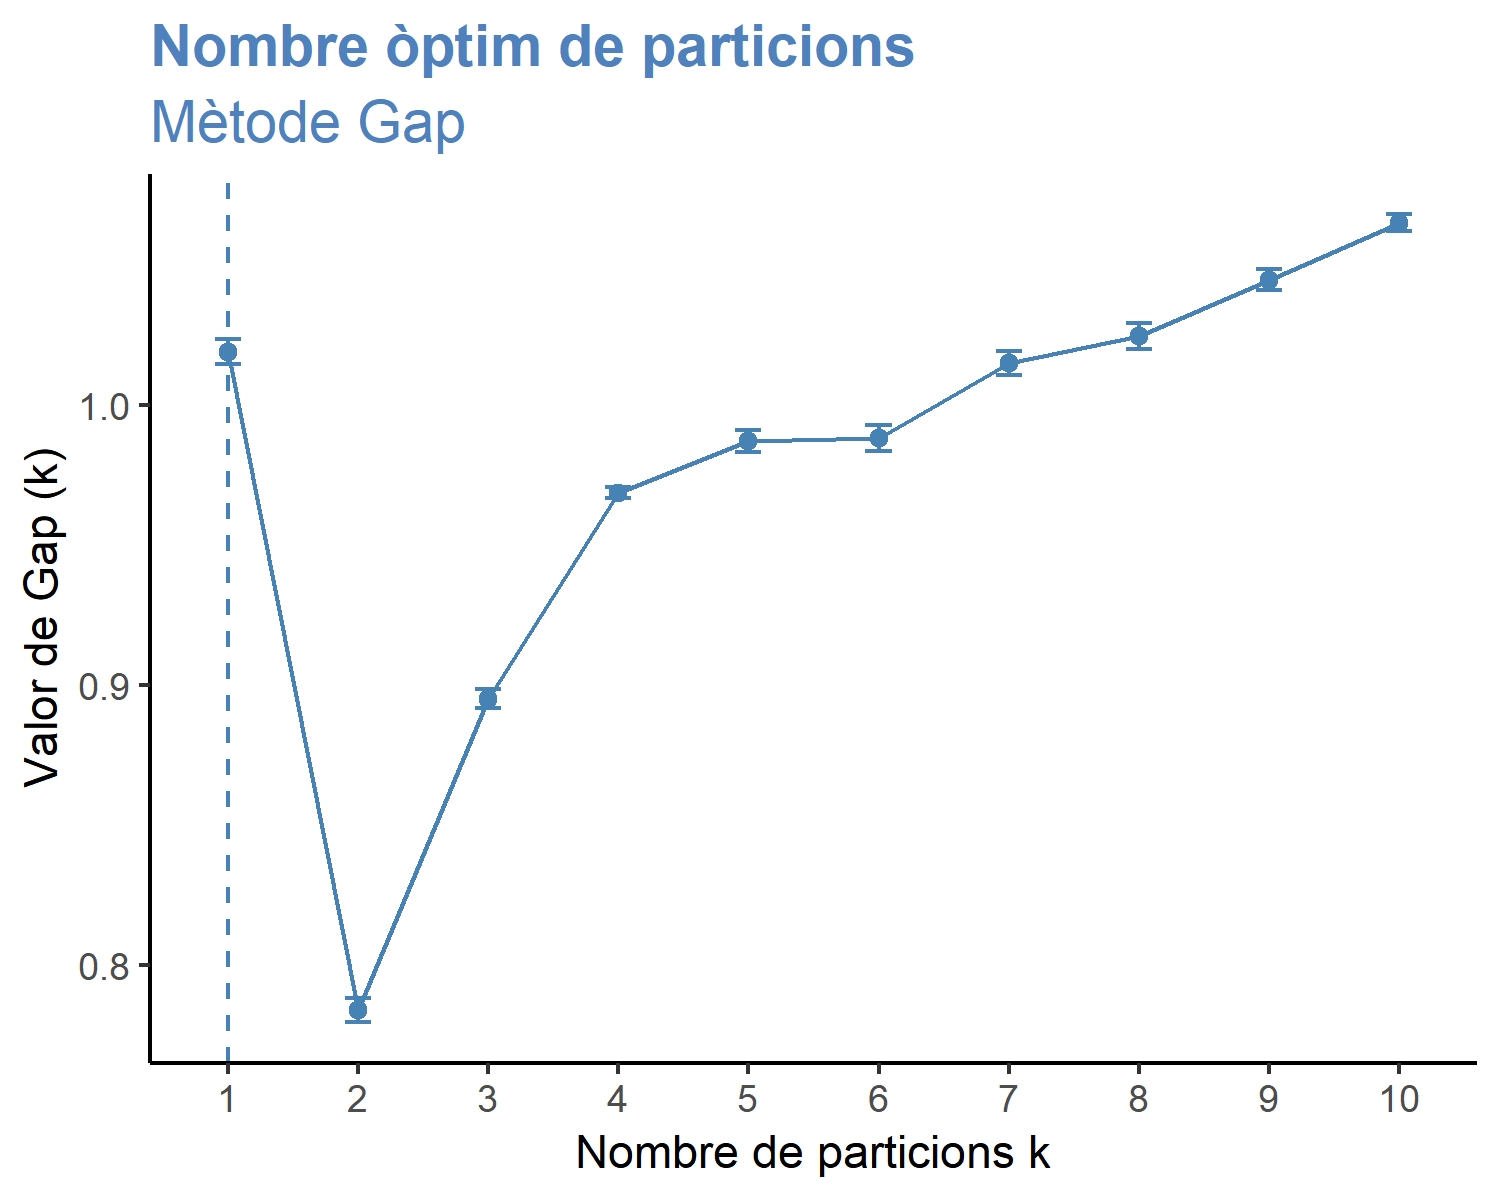 Nombre òptim de particions
Mètode Gap
Valor de Gap (k)
1.0
0.9
0.8
1 2 3 4 5 6 7 8 9 10
Nombre de particions k